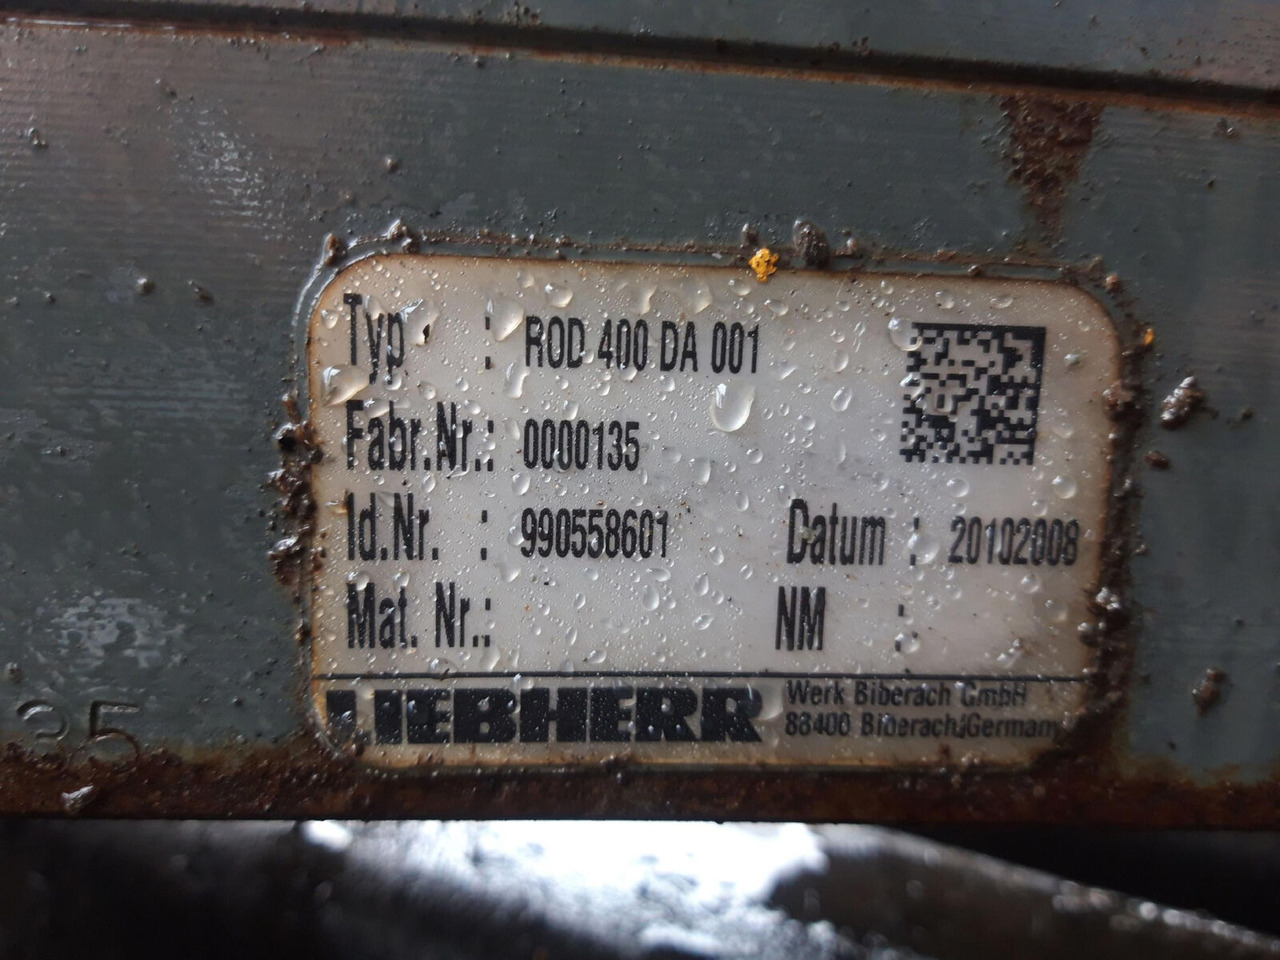 Typ : ROD 400 DA 001
Fabr.Nr.: 0000135
Id.Nr. : 990558601 Datum : 20102008
Mat. Nr.: NM :
LIEBHERR
Werk Biberach GmbH
88400 Biberach/Germany